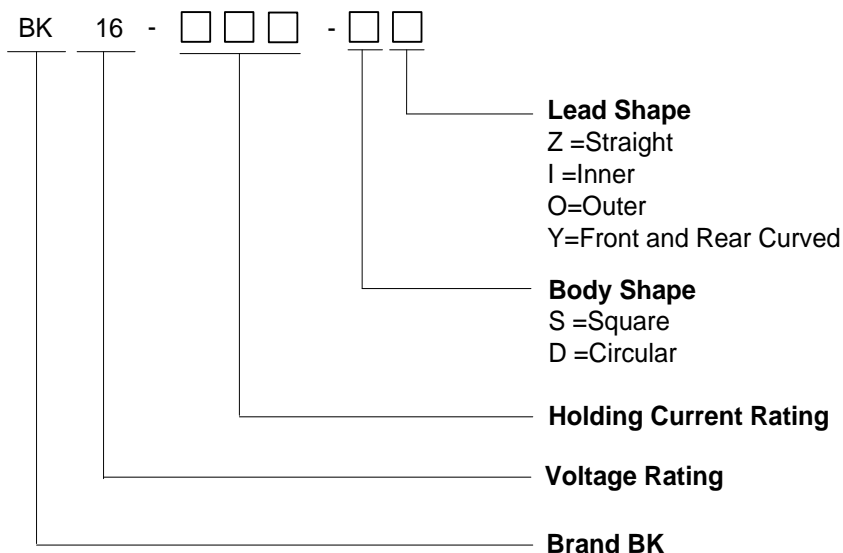 BK 16 - □ □ □ - □ □
Lead Shape
Z =Straight
I =Inner
O=Outer
Y=Front and Rear Curved
Body Shape
S =Square
D =Circular
Holding Current Rating
Voltage Rating
Brand BK